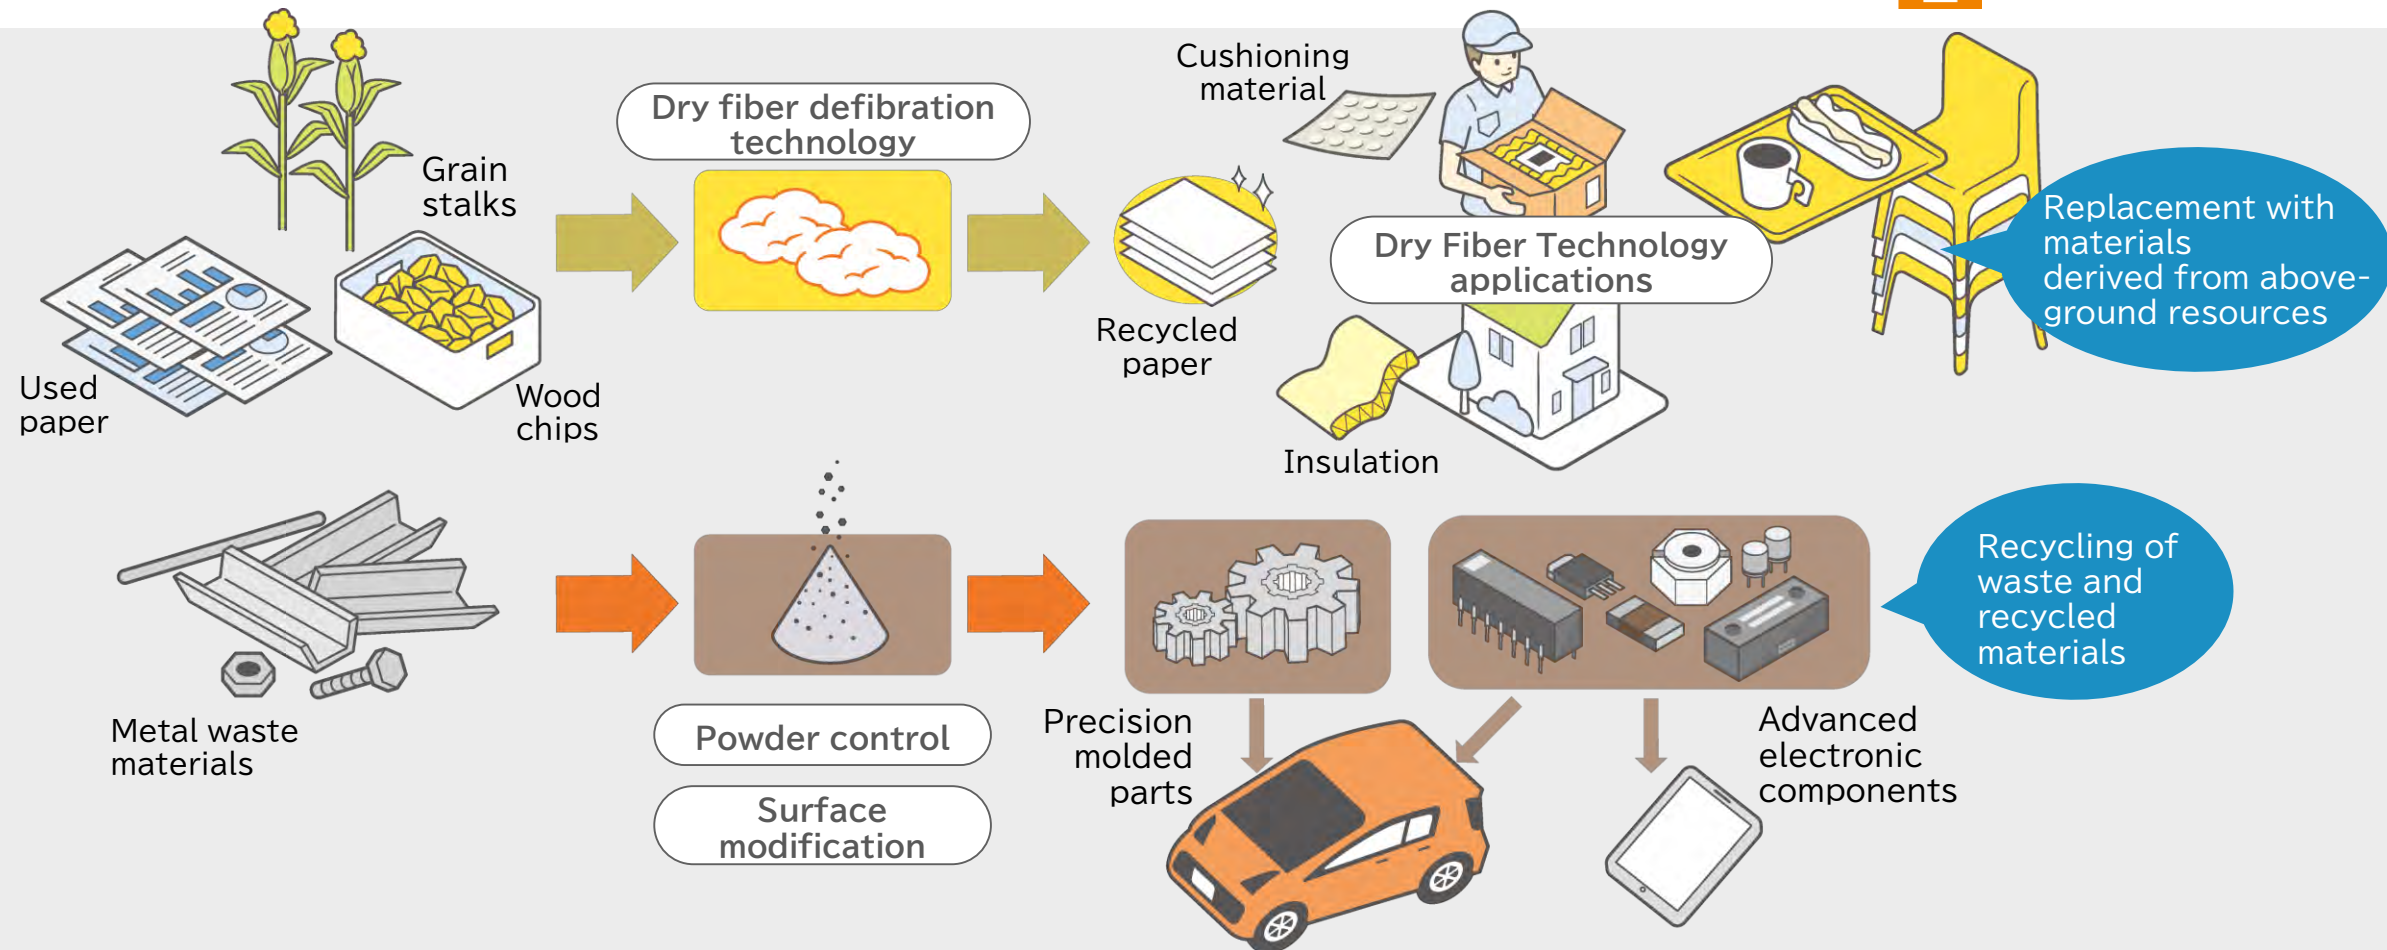 Grain
stalks
Used
paper
Wood
chips
Dry fiber defibration
technology
Recycled
paper
Cushioning
material
Dry Fiber Technology
applications
Insulation
Replacement with
materials
derived from above-
ground resources
Metal waste
materials
Powder control
Surface
modification
Precision
molded
parts
Advanced
electronic
components
Recycling of
waste and
recycled
materials